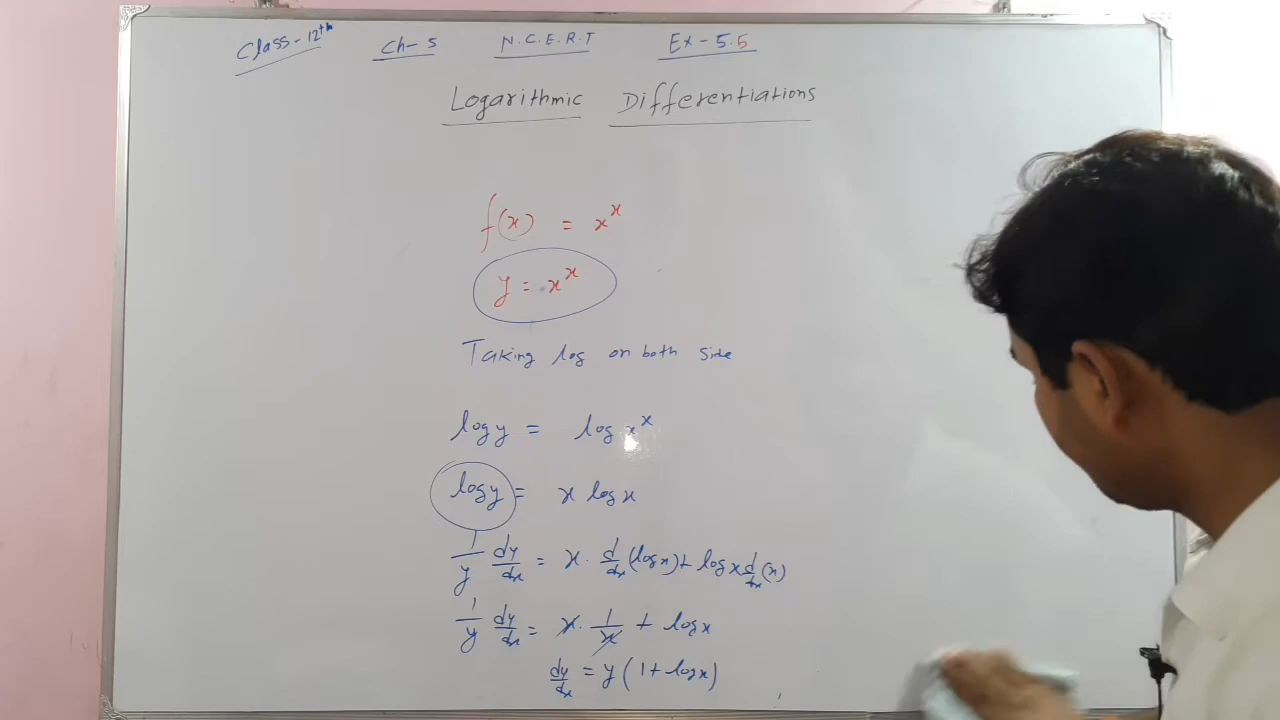 Class-12th Ch-5 N.C.E.R.T Ex-5.5
Logarithmic Differentiations
f(x) = x^x
y = x^x
Taking log on both side
log y = log x^x
log y = x log x
1/y dy/dx = x. d/dx (log x) + log x d/dx (x)
1/y dy/dx = x. 1/x + log x
dy/dx = y (1 + log x)